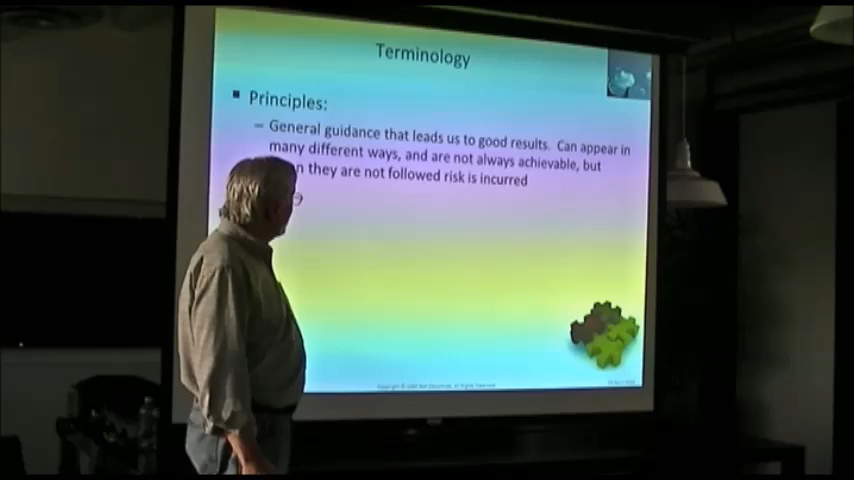 Terminology
Principles:
– General guidance that leads us to good results. Can appear in
many different ways, and are not always achievable, but
they are not followed risk is incurred